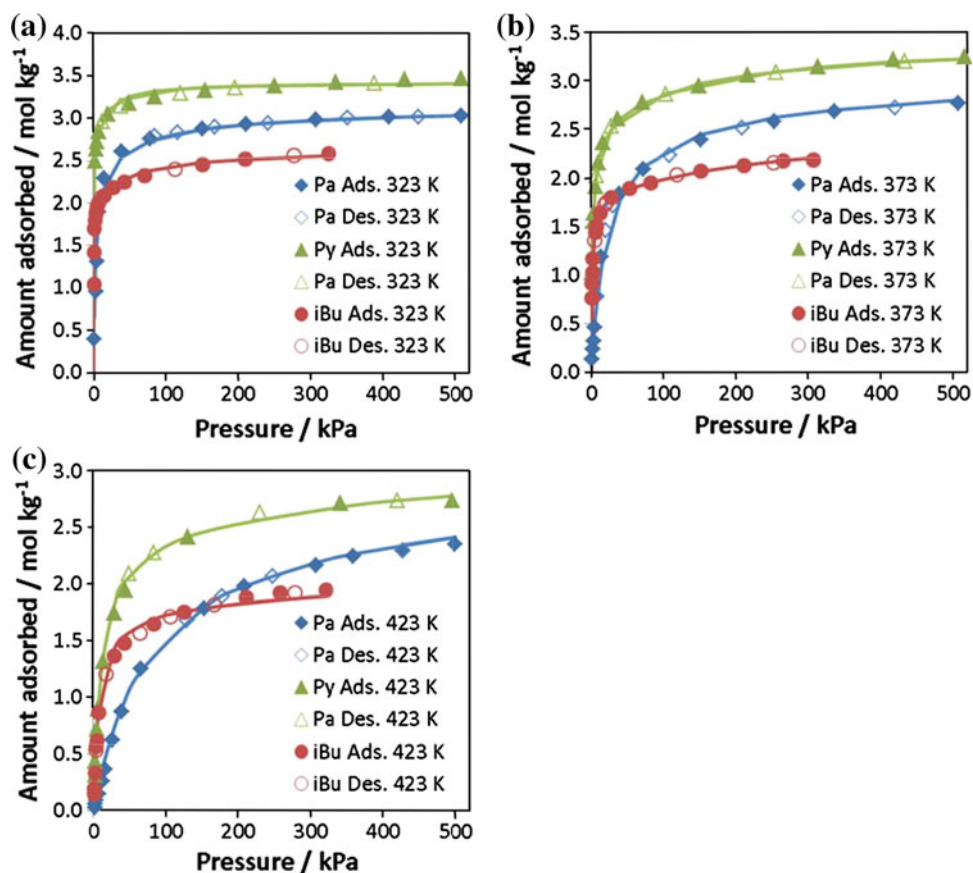 (a)
Amount adsorbed / mol kg⁻¹
4.0
3.5
3.0
2.5
2.0
1.5
1.0
0.5
0.0
0 100 200 300 400 500
Pressure / kPa
Pa Ads. 323 K
Pa Des. 323 K
Py Ads. 323 K
Pa Des. 323 K
iBu Ads. 323 K
iBu Des. 323 K
(b)
Amount adsorbed / mol kg⁻¹
3.5
3.0
2.5
2.0
1.5
1.0
0.5
0.0
0 100 200 300 400 500
Pressure / kPa
Pa Ads. 373 K
Pa Des. 373 K
Py Ads. 373 K
Pa Des. 373 K
iBu Ads. 373 K
iBu Des. 373 K
(c)
Amount adsorbed / mol kg⁻¹
3.0
2.5
2.0
1.5
1.0
0.5
0.0
0 100 200 300 400 500
Pressure / kPa
Pa Ads. 423 K
Pa Des. 423 K
Py Ads. 423 K
Pa Des. 423 K
iBu Ads. 423 K
iBu Des. 423 K